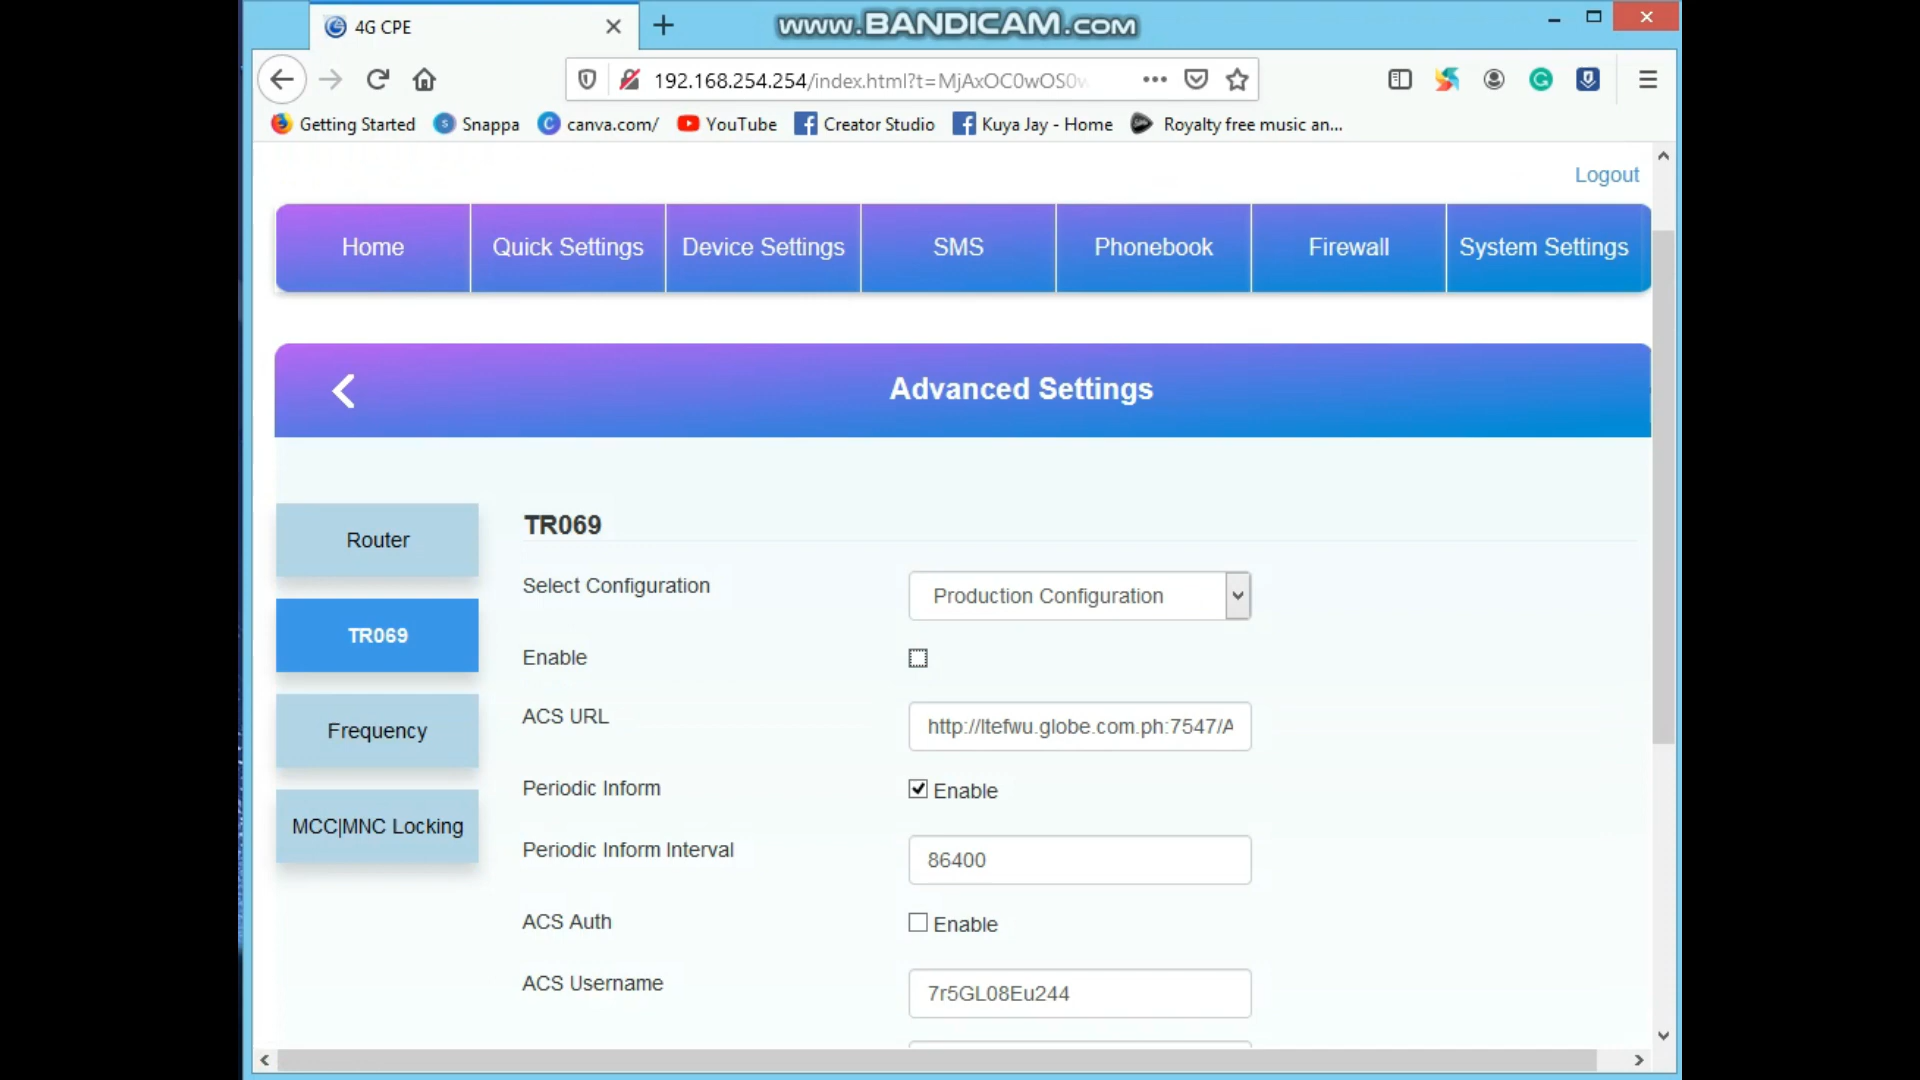 4G CPE
www.BANDICAM.com
192.168.254.254/index.html?t=MjAxOC0wOS0w
Getting Started Snappa canva.com/ YouTube Creator Studio Kuya Jay - Home Royalty free music an...
Logout
Home Quick Settings Device Settings SMS Phonebook Firewall System Settings
Advanced Settings
Router
TR069
Frequency
MCC|MNC Locking
TR069
Select Configuration Production Configuration
Enable
ACS URL http://ltefwu.globe.com.ph:7547/A
Periodic Inform Enable
Periodic Inform Interval 86400
ACS Auth Enable
ACS Username 7r5GL08Eu244